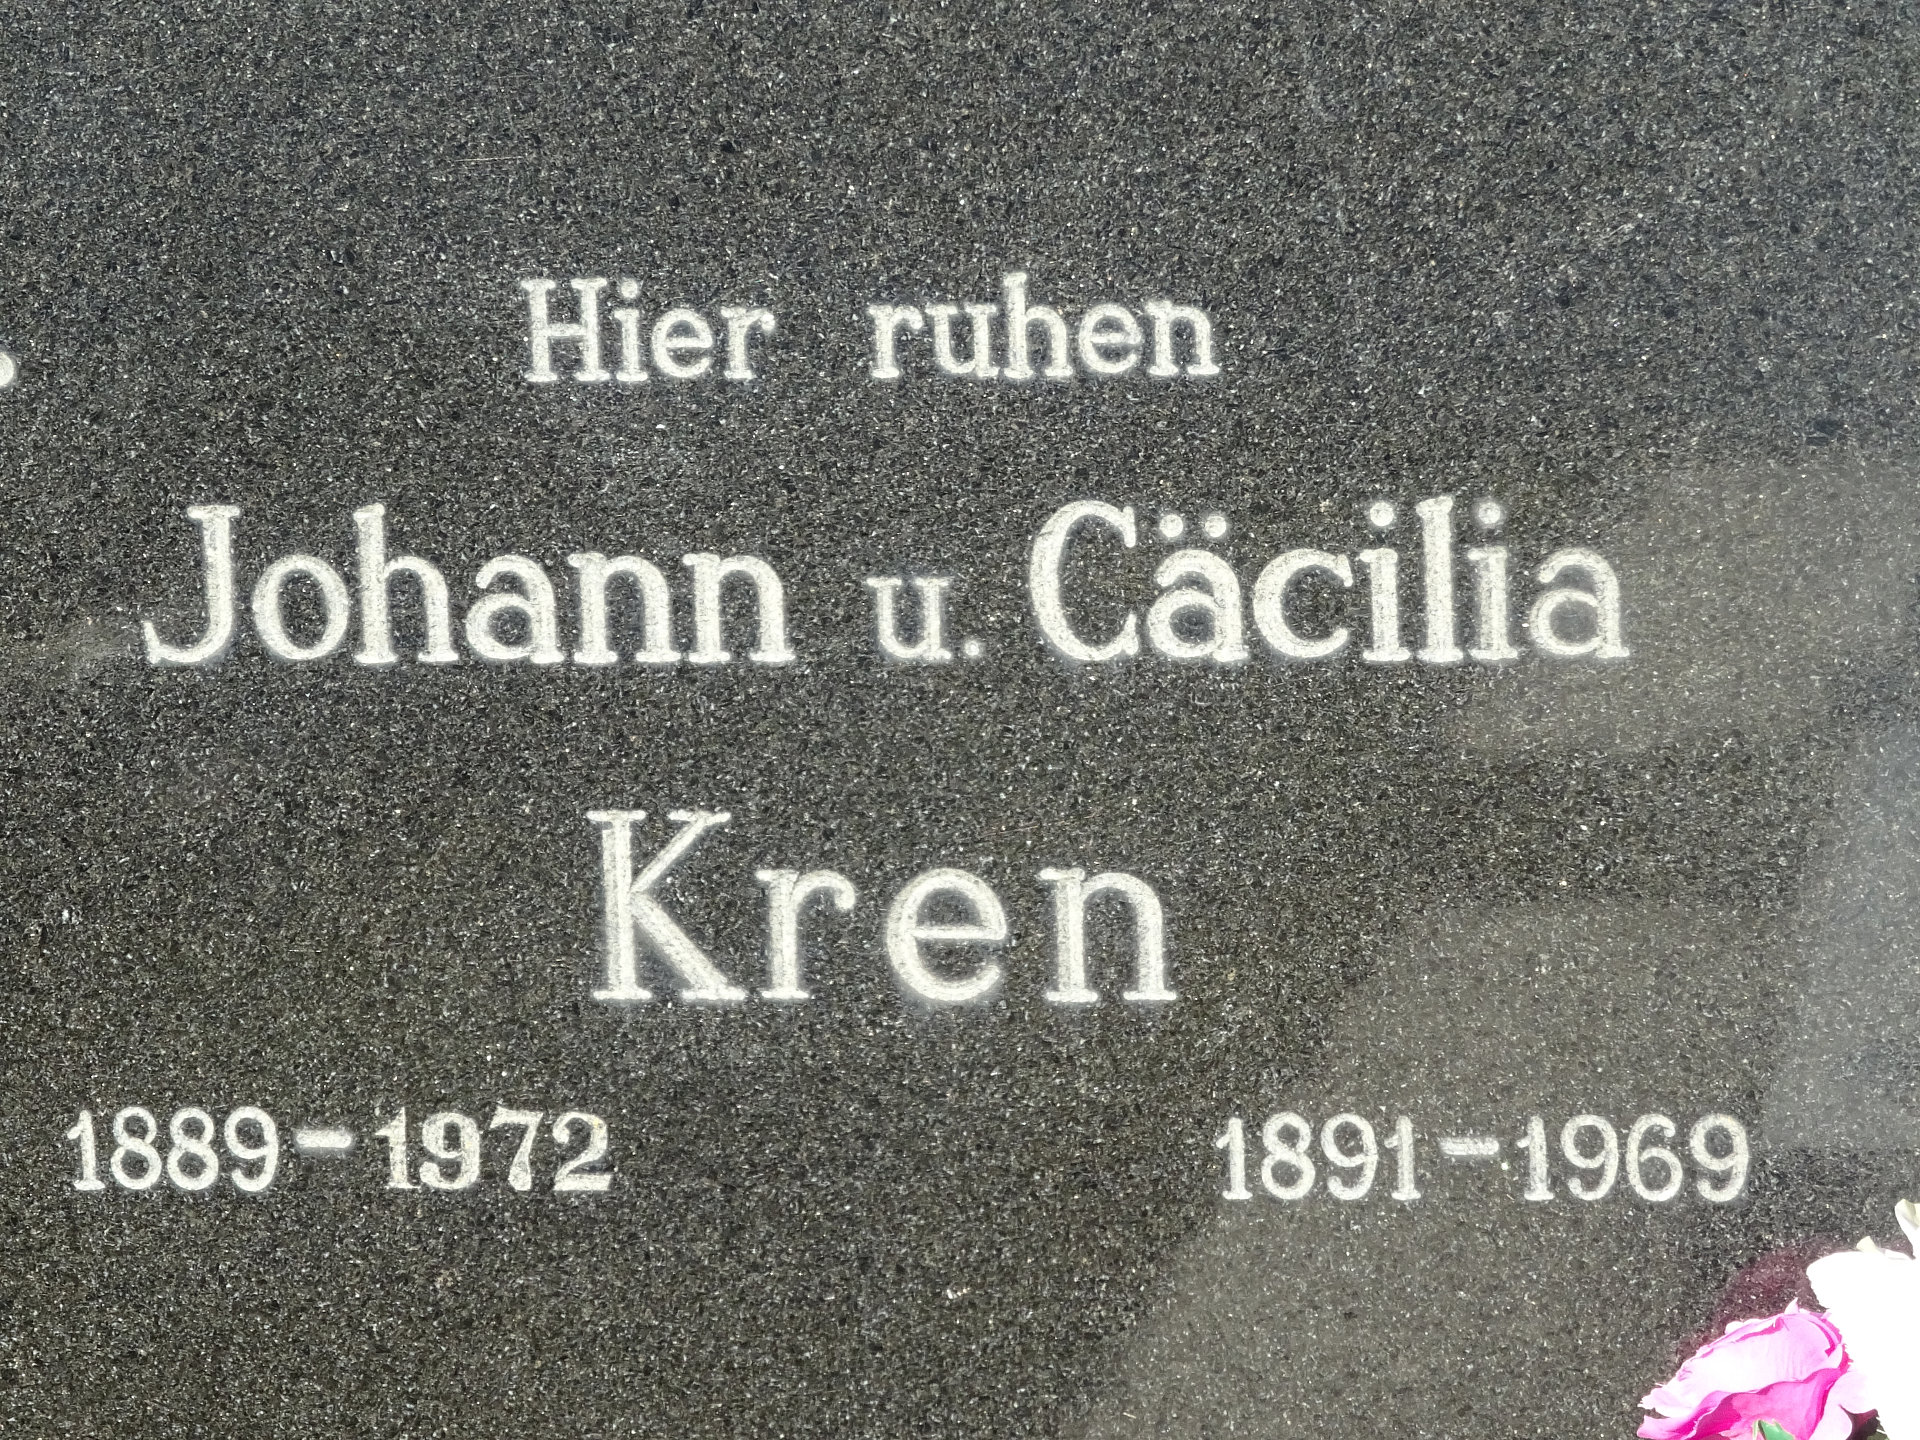 Hier ruhen
Johann u. Cäcilia
Kren
1889-1972 1891-1969